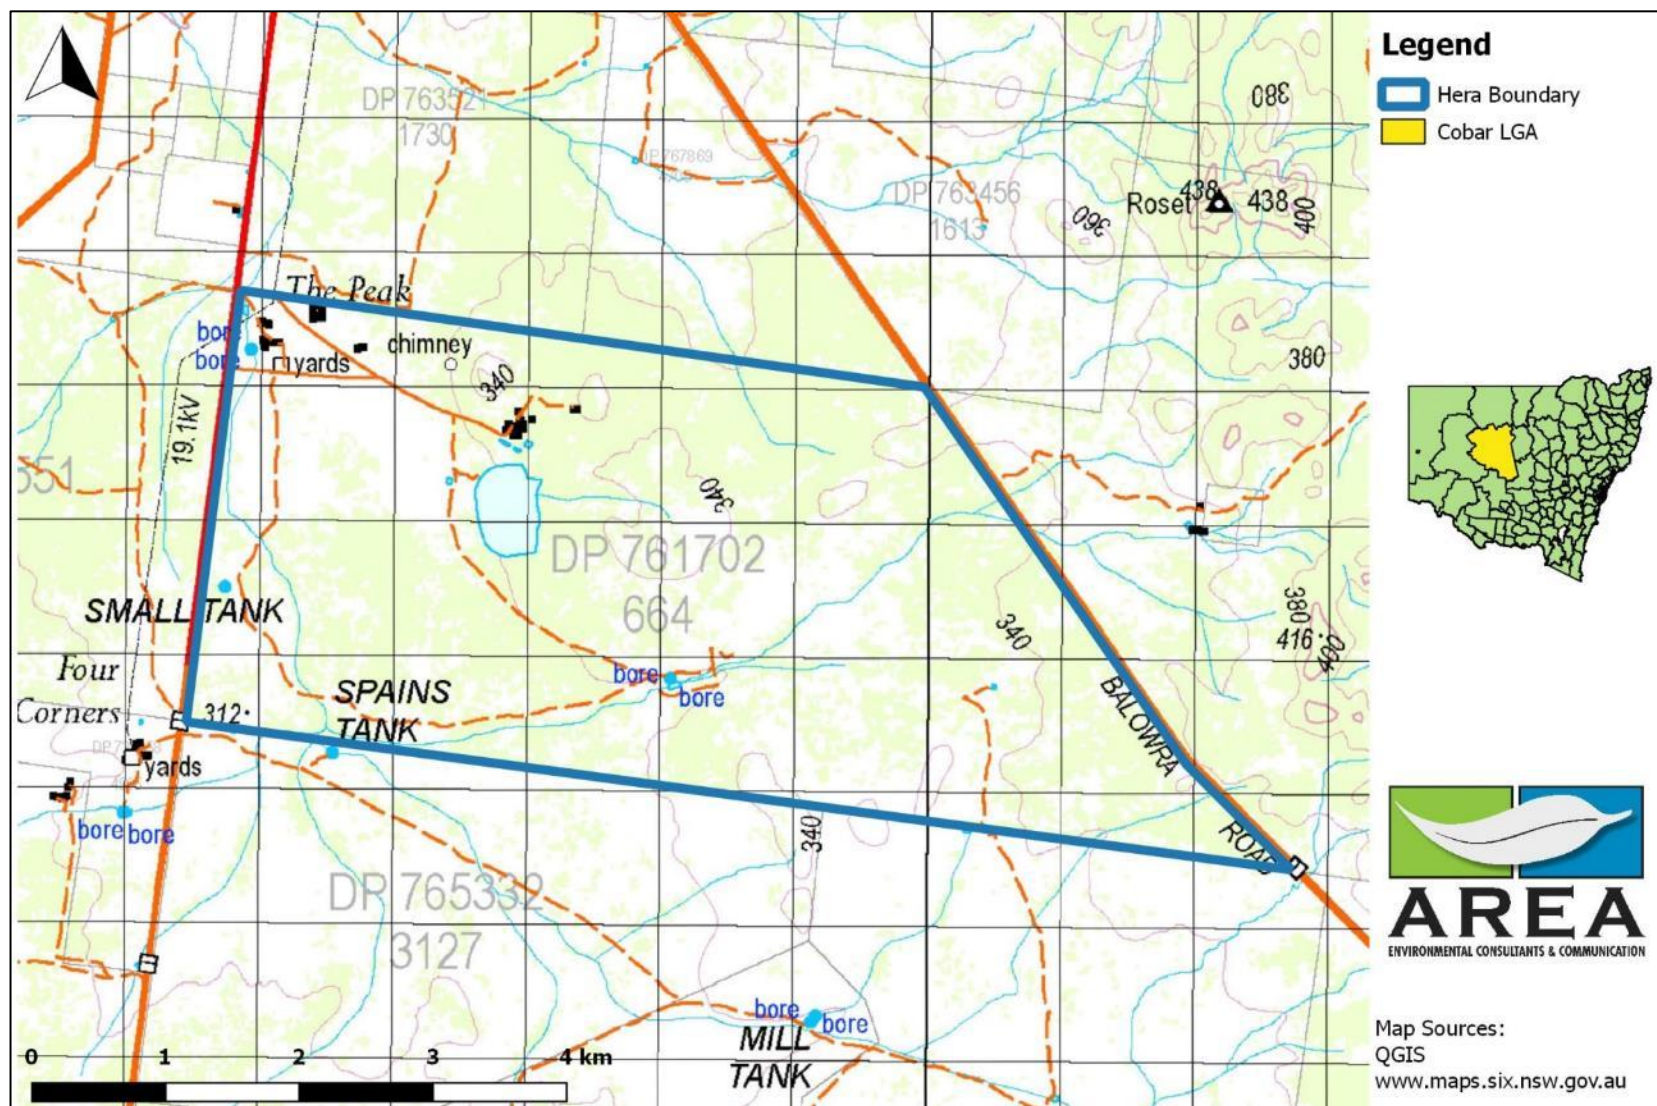 DP 763521
1730
DP 767869
DP 763456
1613
380
438
Roset
438
400
360
The Peak
bore
bore
yards
chimney
340
380
19.1kV
551
340
DP 761702
664
SMALL TANK
Four
Corners
312
SPAINS
TANK
bore
bore
340
380
416
400
BALOWRA
ROAD
yards
bore
bore
340
DP 765332
3127
bore
bore
MILL
TANK
0 1 2 3 4 km
Legend
Hera Boundary
Cobar LGA
AREA
ENVIRONMENTAL CONSULTANTS & COMMUNICATION
Map Sources:
QGIS
www.maps.six.nsw.gov.au